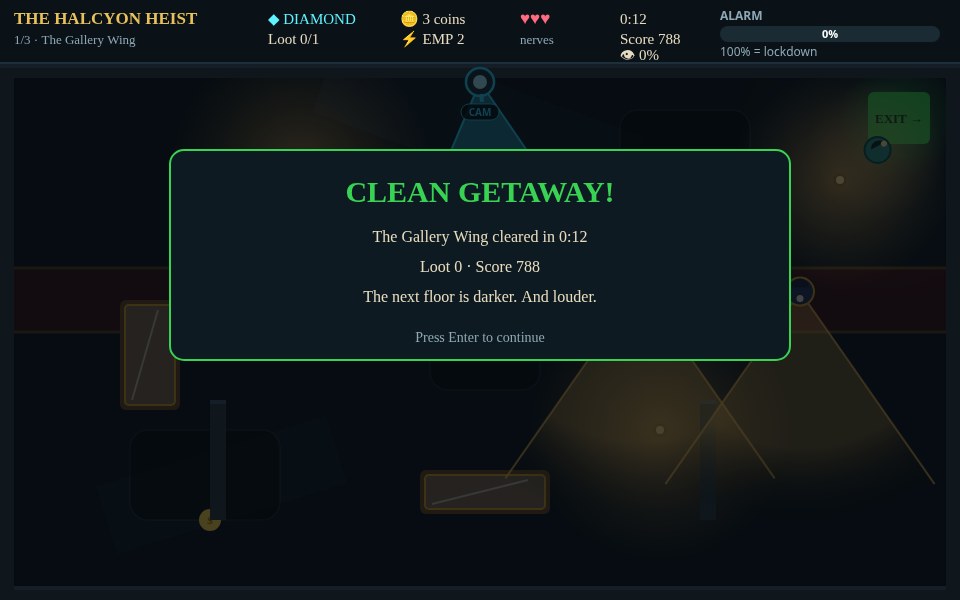 THE HALCYON HEIST
1/3 · The Gallery Wing
◆ DIAMOND
Loot 0/1
🪙 3 coins
⚡ EMP 2
♥♥♥
nerves
0:12
Score 788
👁 0%
ALARM
0%
100% = lockdown
CAM
EXIT →
CLEAN GETAWAY!
The Gallery Wing cleared in 0:12
Loot 0 · Score 788
The next floor is darker. And louder.
Press Enter to continue